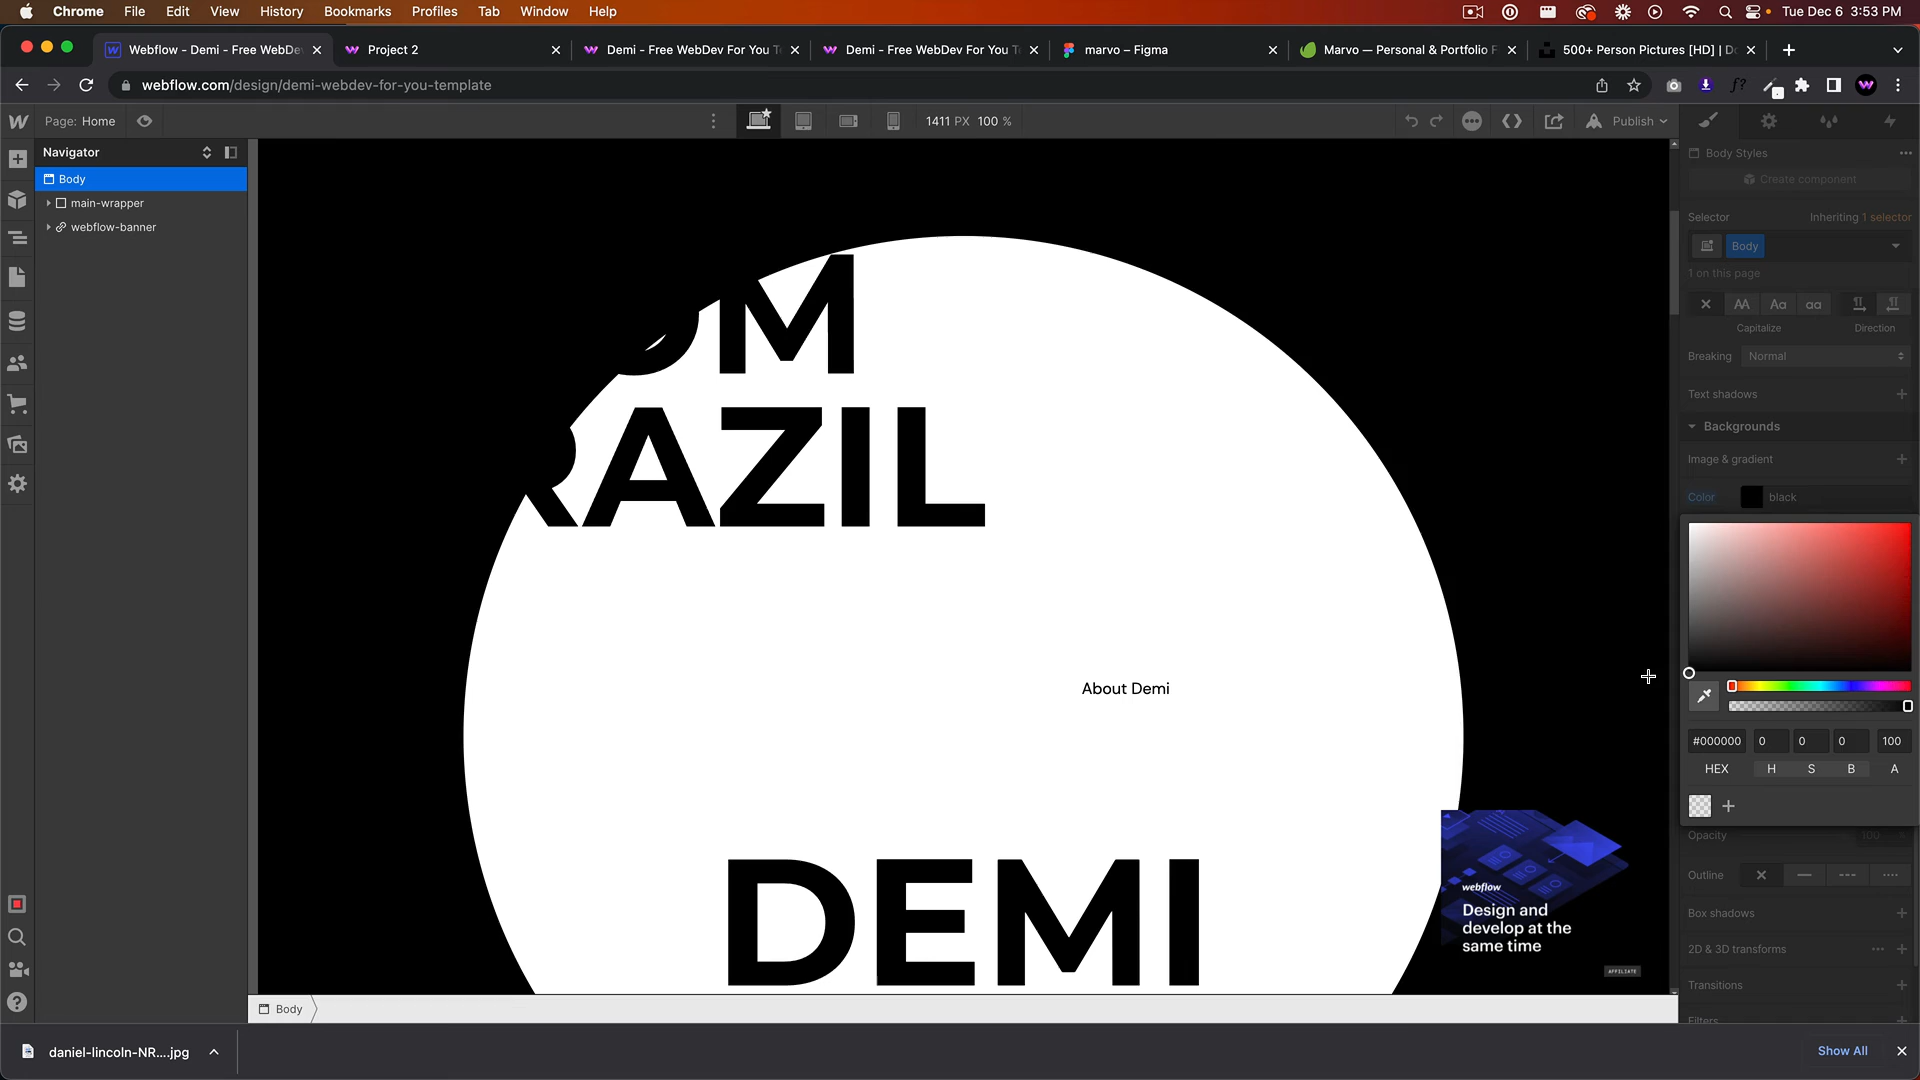 Chrome File Edit View History Bookmarks Profiles Tab Window Help
Tue Dec 6 3:53 PM
Webflow - Demi - Free WebDe
Project 2
Demi - Free WebDev For You T
Demi - Free WebDev For You T
marvo – Figma
Marvo — Personal & Portfolio F
500+ Person Pictures [HD] | Do
webflow.com/design/demi-webdev-for-you-template
Page: Home
1411 PX 100 %
Publish
Navigator
Body
main-wrapper
webflow-banner
OM
RAZIL
About Demi
DEMI
webflow
Design and
develop at the
same time
AFFILIATE
Body Styles
Create component
Selector Inheriting 1 selector
Body
1 on this page
AA Aa aa
Capitalize Direction
Breaking Normal
Text shadows
Backgrounds
Image & gradient
Color black
#000000 0 0 0 100
HEX H S B A
Opacity 100
Outline
Box shadows
2D & 3D transforms
Transitions
Filters
Body
daniel-lincoln-NR....jpg
Show All